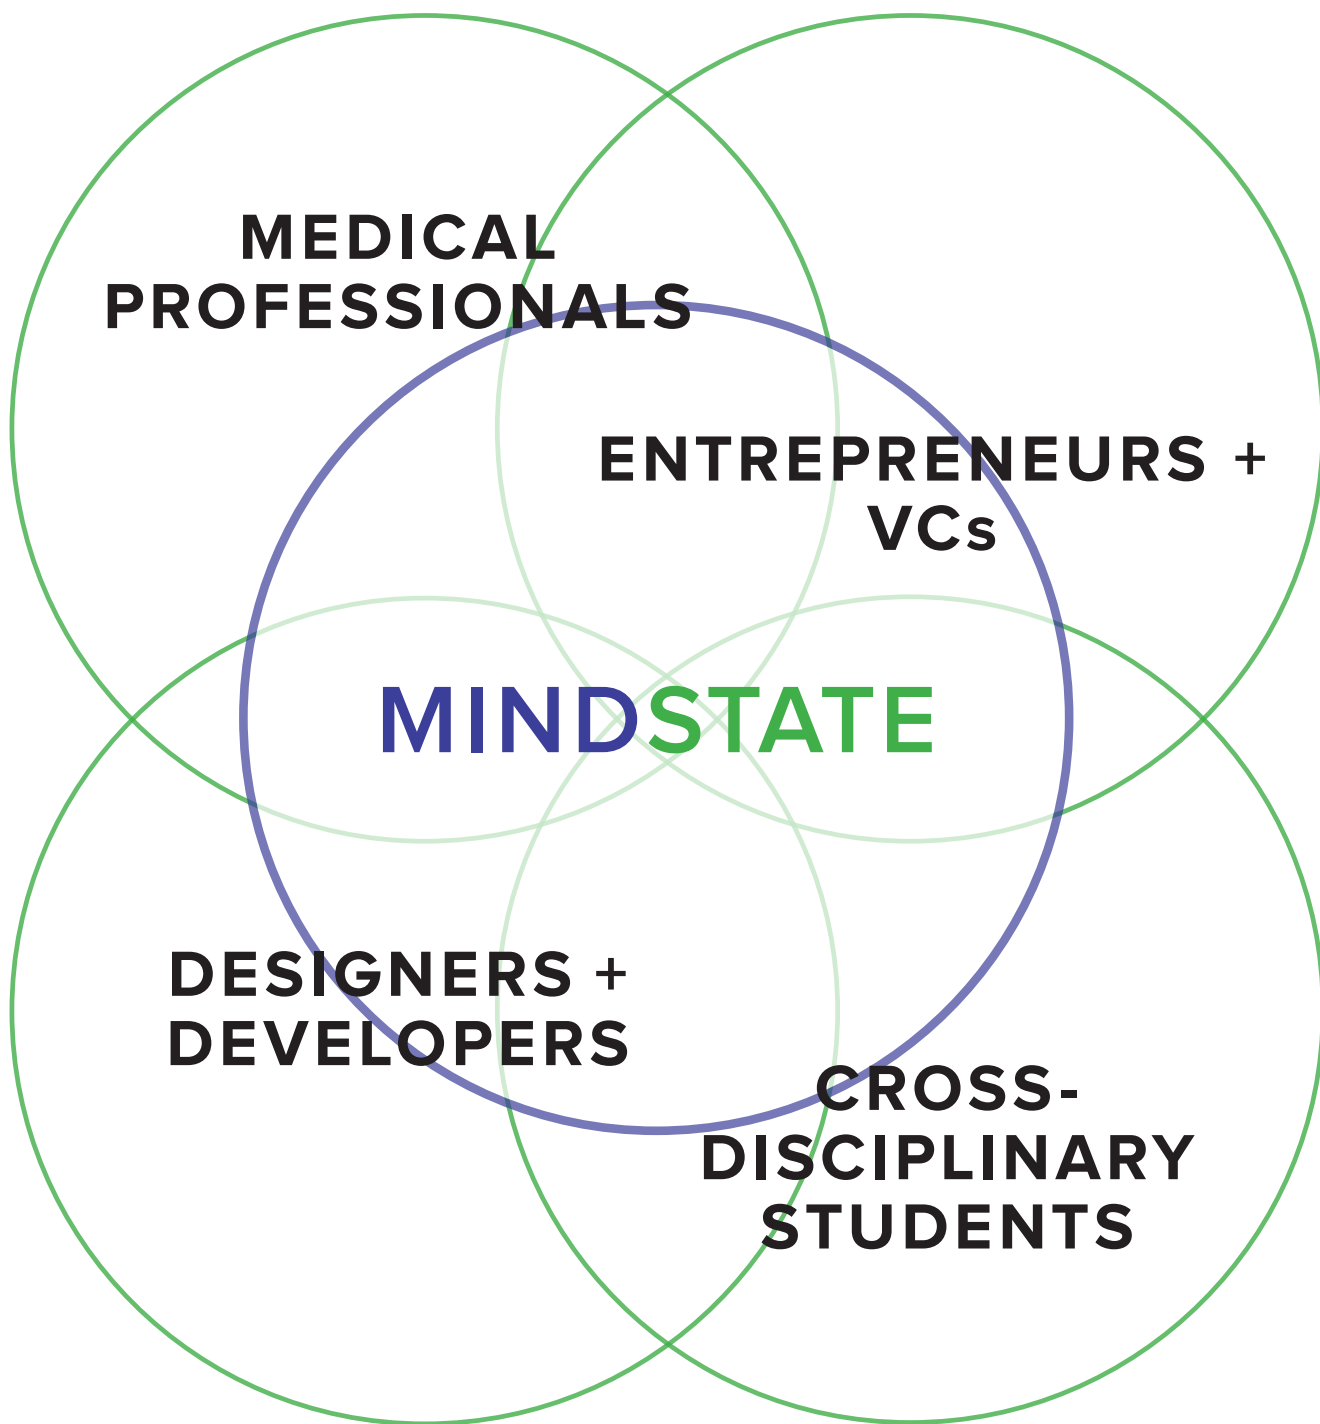 MEDICAL
PROFESSIONALS
ENTREPRENEURS +
VCs
MINDSTATE
DESIGNERS +
DEVELOPERS
CROSS-
DISCIPLINARY
STUDENTS